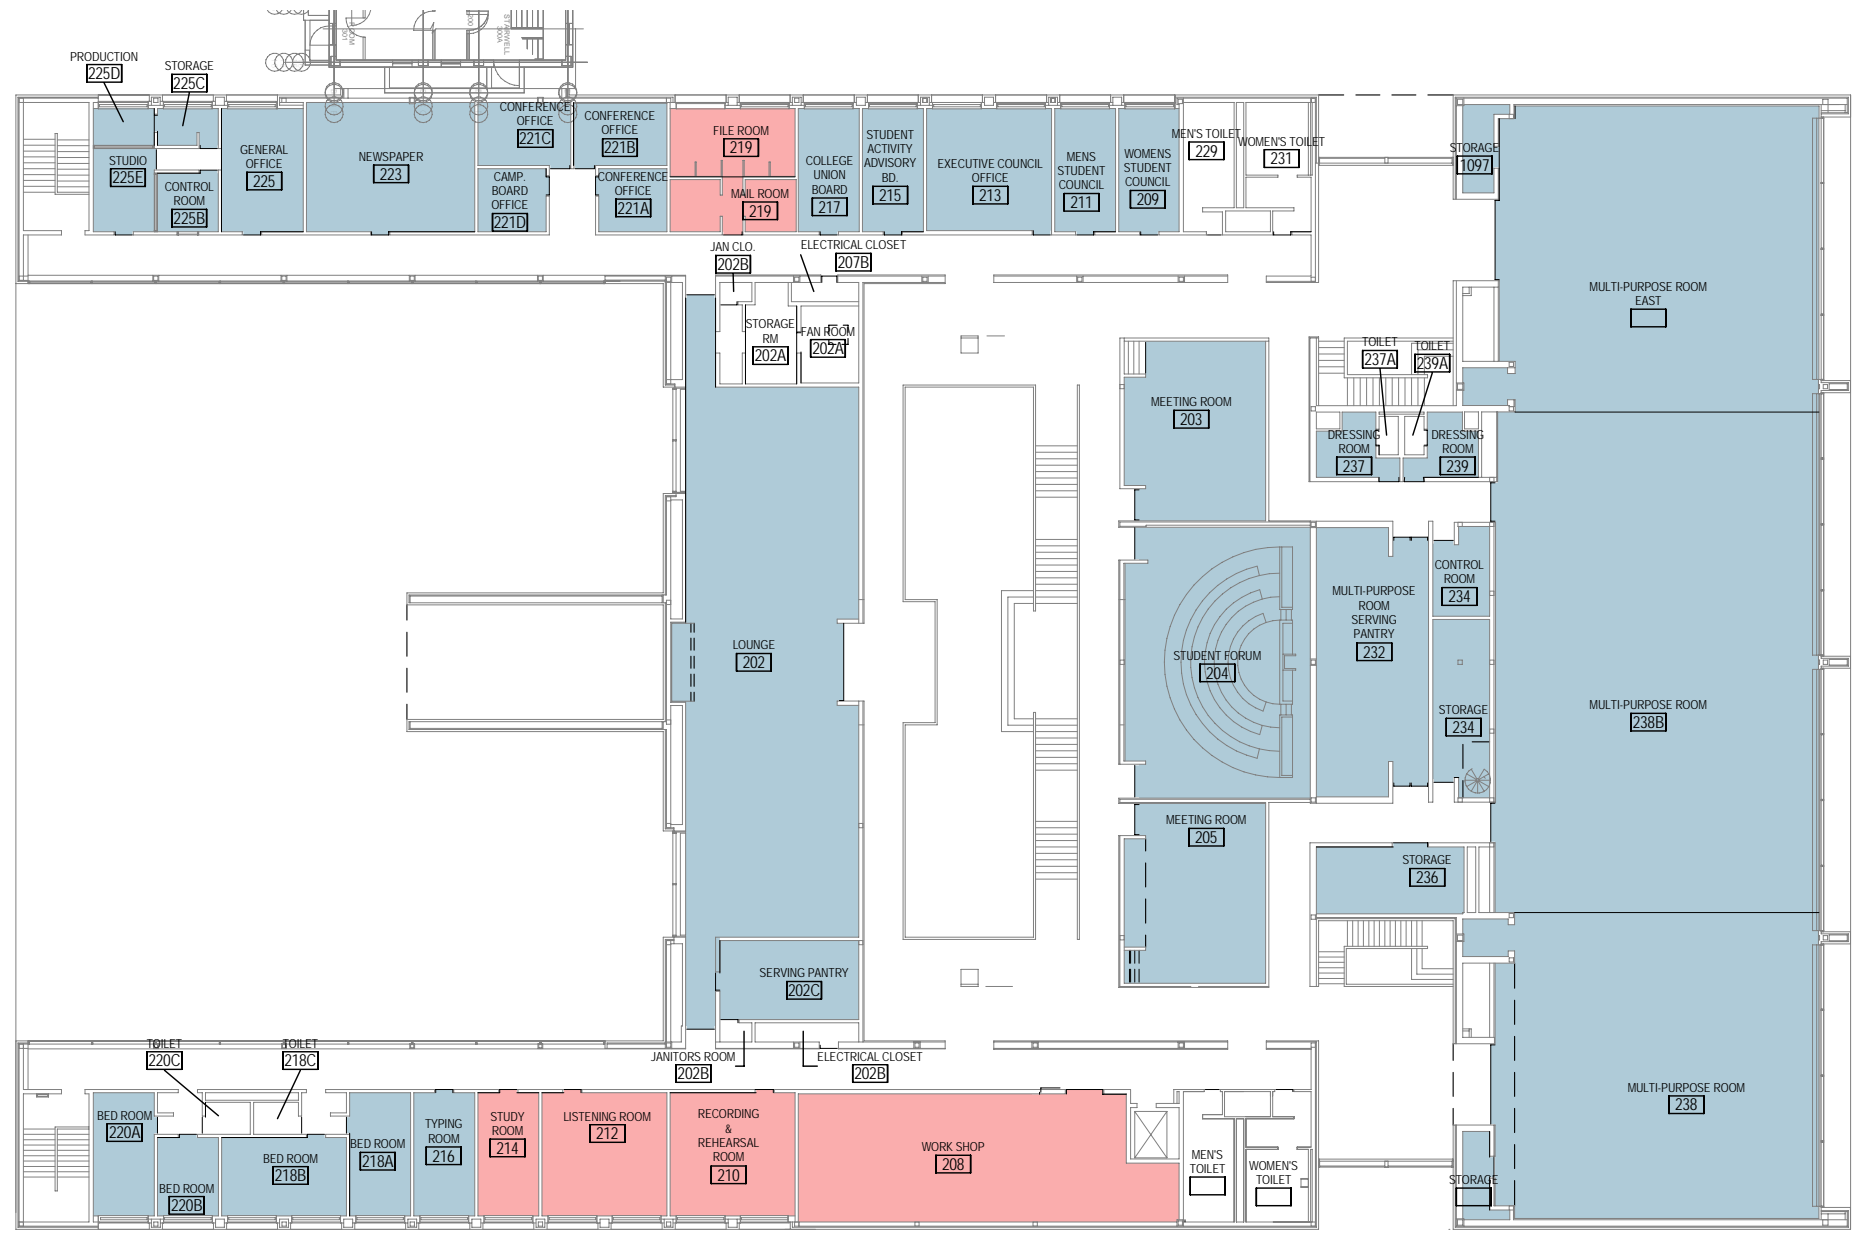 ROOM
301
200
STAIRWELL
300A
PRODUCTION
225D
STORAGE
225C
STUDIO
225E
CONTROL
ROOM
225B
GENERAL
OFFICE
225
NEWSPAPER
223
CONFERENCE
OFFICE
221C
CAMP.
BOARD
OFFICE
221D
CONFERENCE
OFFICE
221B
CONFERENCE
OFFICE
221A
FILE ROOM
219
MAIL ROOM
219
COLLEGE
UNION
BOARD
217
STUDENT
ACTIVITY
ADVISORY
BD.
215
EXECUTIVE COUNCIL
OFFICE
213
MENS
STUDENT
COUNCIL
211
WOMENS
STUDENT
COUNCIL
209
MEN'S TOILET
229
WOMEN'S TOILET
231
STORAGE
1097
JAN CLO.
202B
ELECTRICAL CLOSET
207B
STORAGE
RM
202A
FAN ROOM
202A
MULTI-PURPOSE ROOM
EAST
TOILET
237A
TOILET
239A
MEETING ROOM
203
DRESSING
ROOM
237
DRESSING
ROOM
239
LOUNGE
202
STUDENT FORUM
204
MULTI-PURPOSE
ROOM
SERVING
PANTRY
232
CONTROL
ROOM
234
STORAGE
234
MULTI-PURPOSE ROOM
238B
MEETING ROOM
205
STORAGE
236
SERVING PANTRY
202C
TOILET
220C
TOILET
218C
JANITORS ROOM
202B
ELECTRICAL CLOSET
202B
BED ROOM
220A
BED ROOM
220B
BED ROOM
218B
BED ROOM
218A
TYPING
ROOM
216
STUDY
ROOM
214
LISTENING ROOM
212
RECORDING
&
REHEARSAL
ROOM
210
WORK SHOP
208
MEN'S
TOILET
WOMEN'S
TOILET
STORAGE
MULTI-PURPOSE ROOM
238